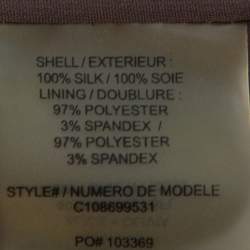 SHELL / EXTERIEUR :
100% SILK / 100% SOIE
LINING / DOUBLURE :
97% POLYESTER
3% SPANDEX /
97% POLYESTER
3% SPANDEX
STYLE# / NUMERO DE MODELE
C108699531
PO# 103369